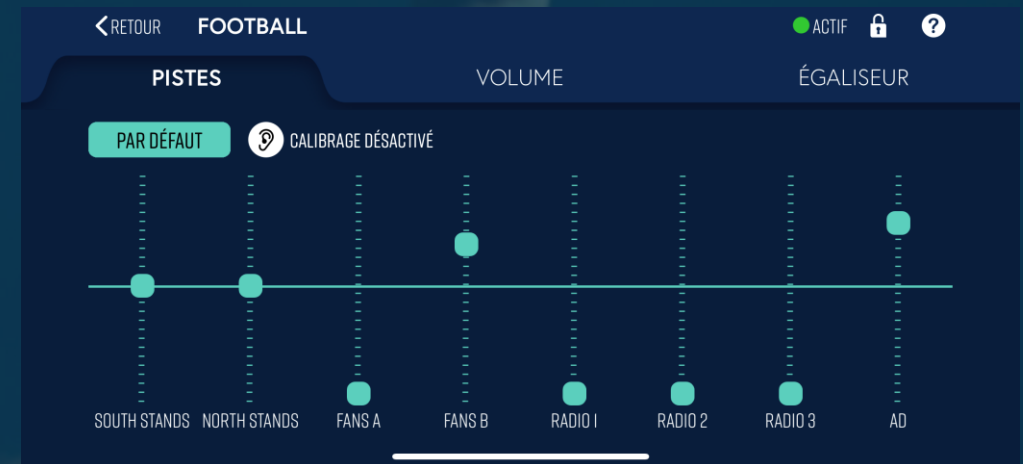 RETOUR FOOTBALL ACTIF ?
PISTES VOLUME ÉGALISEUR
PAR DÉFAUT CALIBRAGE DÉSACTIVÉ
SOUTH STANDS NORTH STANDS FANS A FANS B RADIO 1 RADIO 2 RADIO 3 AD